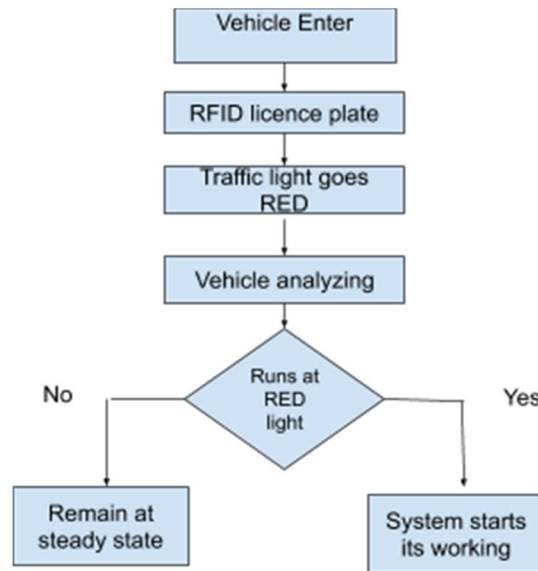 Vehicle Enter
RFID licence plate
Traffic light goes
RED
Vehicle analyzing
Runs at
RED
light
No
Yes
Remain at
steady state
System starts
its working